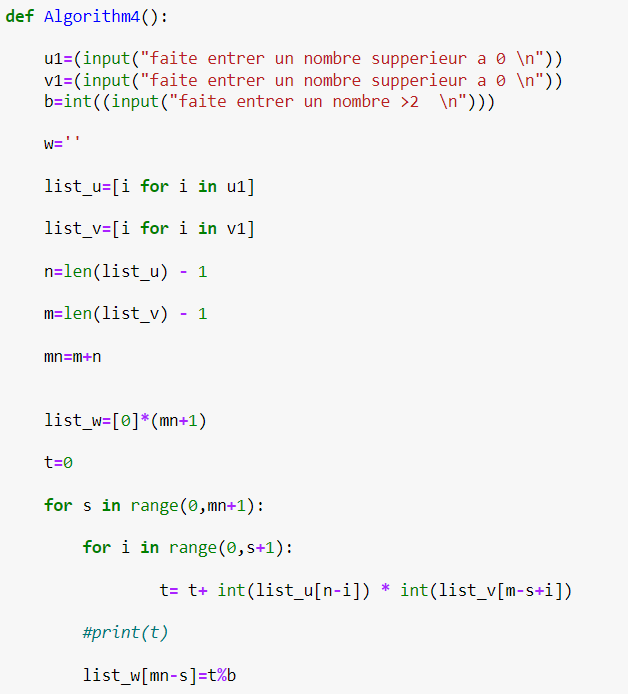 def Algorithm4():
u1=(input("faite entrer un nombre supperieur a 0 \n"))
v1=(input("faite entrer un nombre supperieur a 0 \n"))
b=int((input("faite entrer un nombre >2  \n")))
w=''
list_u=[i for i in u1]
list_v=[i for i in v1]
n=len(list_u) - 1
m=len(list_v) - 1
mn=m+n
list_w=[0]*(mn+1)
t=0
for s in range(0,mn+1):
for i in range(0,s+1):
t= t+ int(list_u[n-i]) * int(list_v[m-s+i])
#print(t)
list_w[mn-s]=t%b